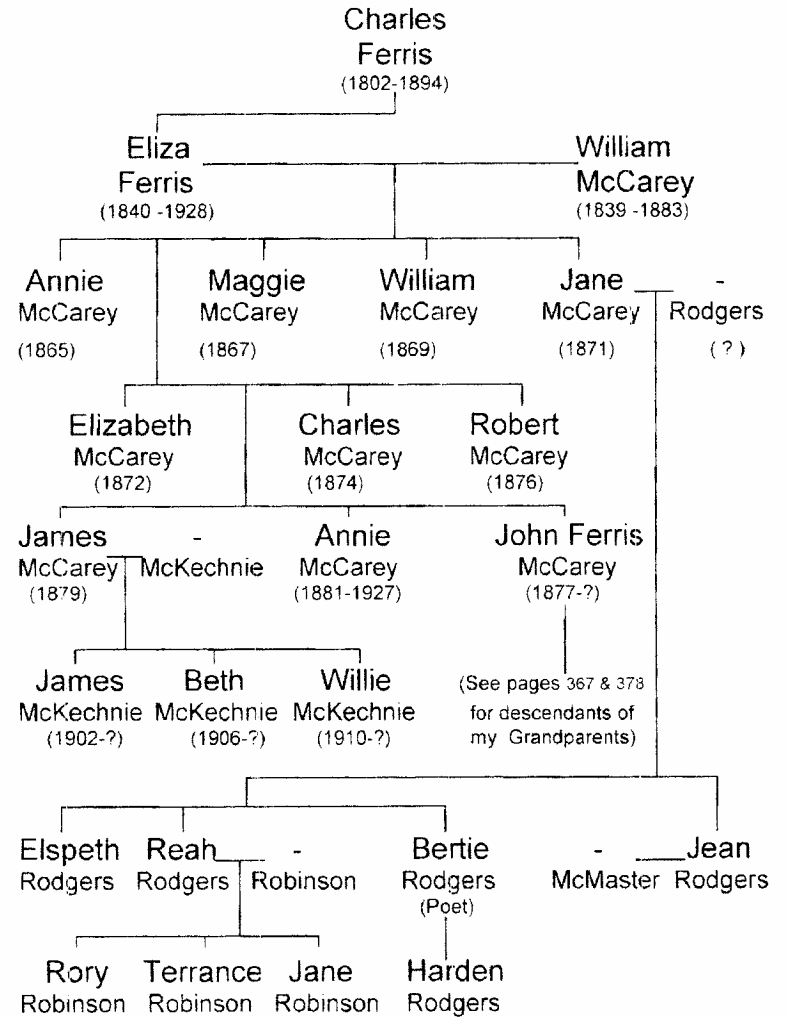 Charles
Ferris
(1802-1894)
Eliza
Ferris
(1840 -1928)
William
McCarey
(1839 -1883)
Annie
McCarey
(1865)
Maggie
McCarey
(1867)
William
McCarey
(1869)
Jane
McCarey
(1871)
-
Rodgers
( ? )
Elizabeth
McCarey
(1872)
Charles
McCarey
(1874)
Robert
McCarey
(1876)
James
McCarey
(1879)
-
McKechnie
Annie
McCarey
(1881-1927)
John Ferris
McCarey
(1877-?)
James
McKechnie
(1902-?)
Beth
McKechnie
(1906-?)
Willie
McKechnie
(1910-?)
(See pages 367 & 378
for descendants of
my Grandparents)
Elspeth
Rodgers
Reah
Rodgers
-
Robinson
Bertie
Rodgers
(Poet)
-
McMaster
Jean
Rodgers
Rory
Robinson
Terrance
Robinson
Jane
Robinson
Harden
Rodgers